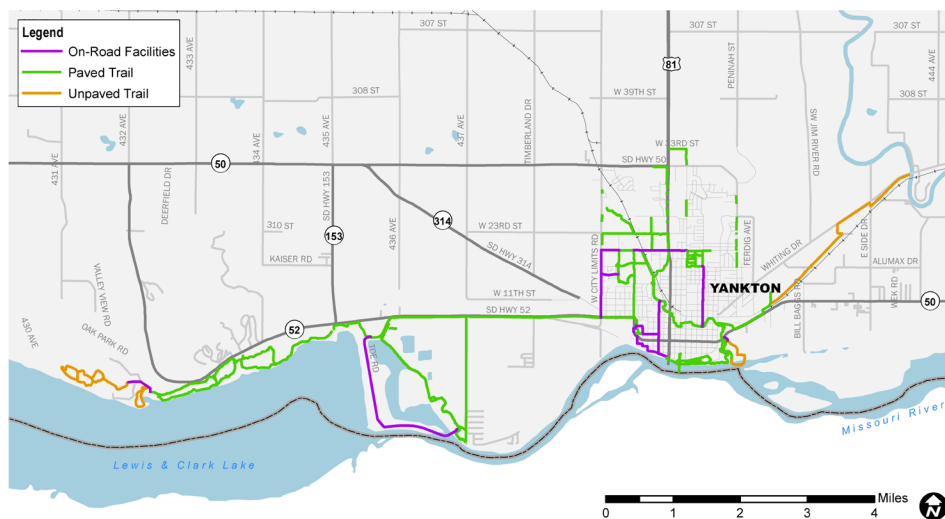 Legend
On-Road Facilities
Paved Trail
Unpaved Trail
307 ST
307 ST
307 ST
431 AVE
432 AVE
433 AVE
434 AVE
435 AVE
436 AVE
437 AVE
444 AVE
430 AVE
308 ST
308 ST
W 39TH ST
81
PENINAH ST
SW JIM RIVER RD
TIMBERLAND DR
W 33RD ST
SD HWY 50
50
DEERFIELD DR
SD HWY 153
153
314
SD HWY 314
310 ST
KAISER RD
W 23RD ST
W CITY LIMITS RD
FERDIG AVE
WHITING DR
E SIDE DR
ALUMAX DR
BILL BAGGS RD
WEK RD
YANKTON
50
W 11TH ST
SD HWY 52
52
VALLEY VIEW RD
OAK PARK RD
TOE RD
Lewis & Clark Lake
Missouri River
Miles
0 1 2 3 4
N